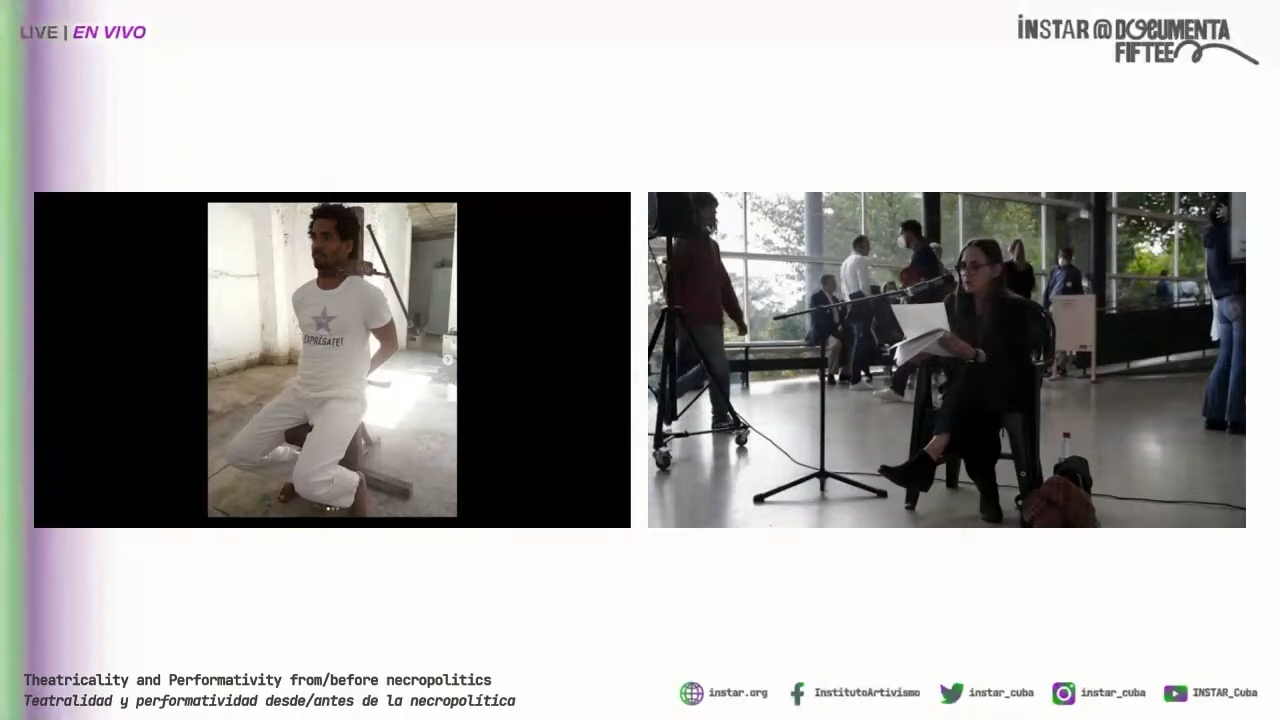 LIVE | EN VIVO
INSTAR @ DOCUMENTA
FIFTEEN
EXPRÉSATE!
Theatricality and Performativity from/before necropolitics
Teatralidad y performatividad desde/antes de la necropolítica
instar.org
InstitutoArtivismo
instar_cuba
instar_cuba
INSTAR_Cuba